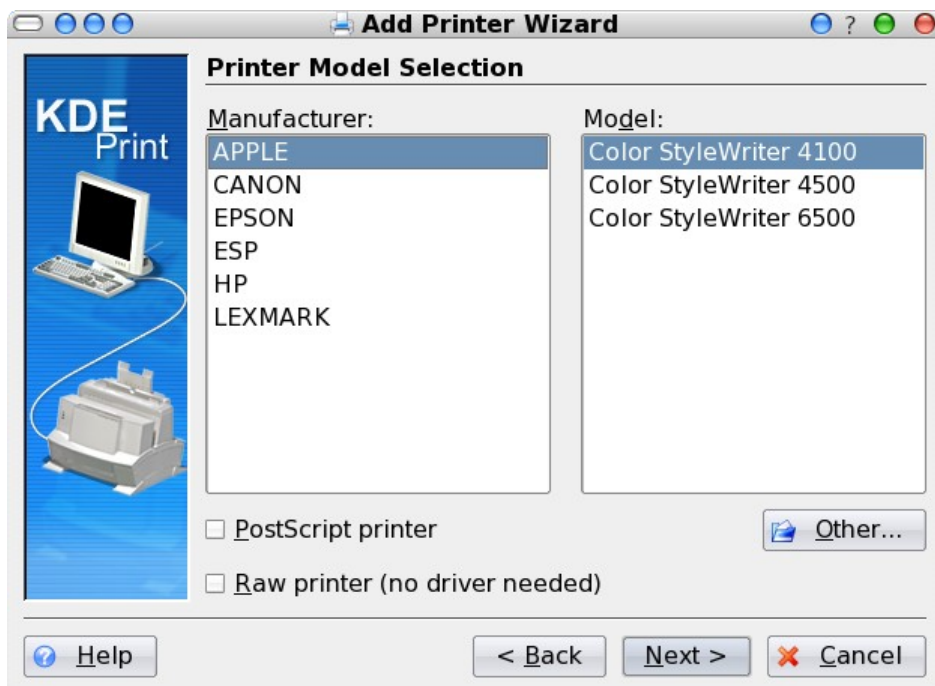 Add Printer Wizard
?
KDE
Print
Printer Model Selection
Manufacturer:
APPLE
CANON
EPSON
ESP
HP
LEXMARK
Model:
Color StyleWriter 4100
Color StyleWriter 4500
Color StyleWriter 6500
PostScript printer
Other...
Raw printer (no driver needed)
? Help
< Back
Next >
Cancel